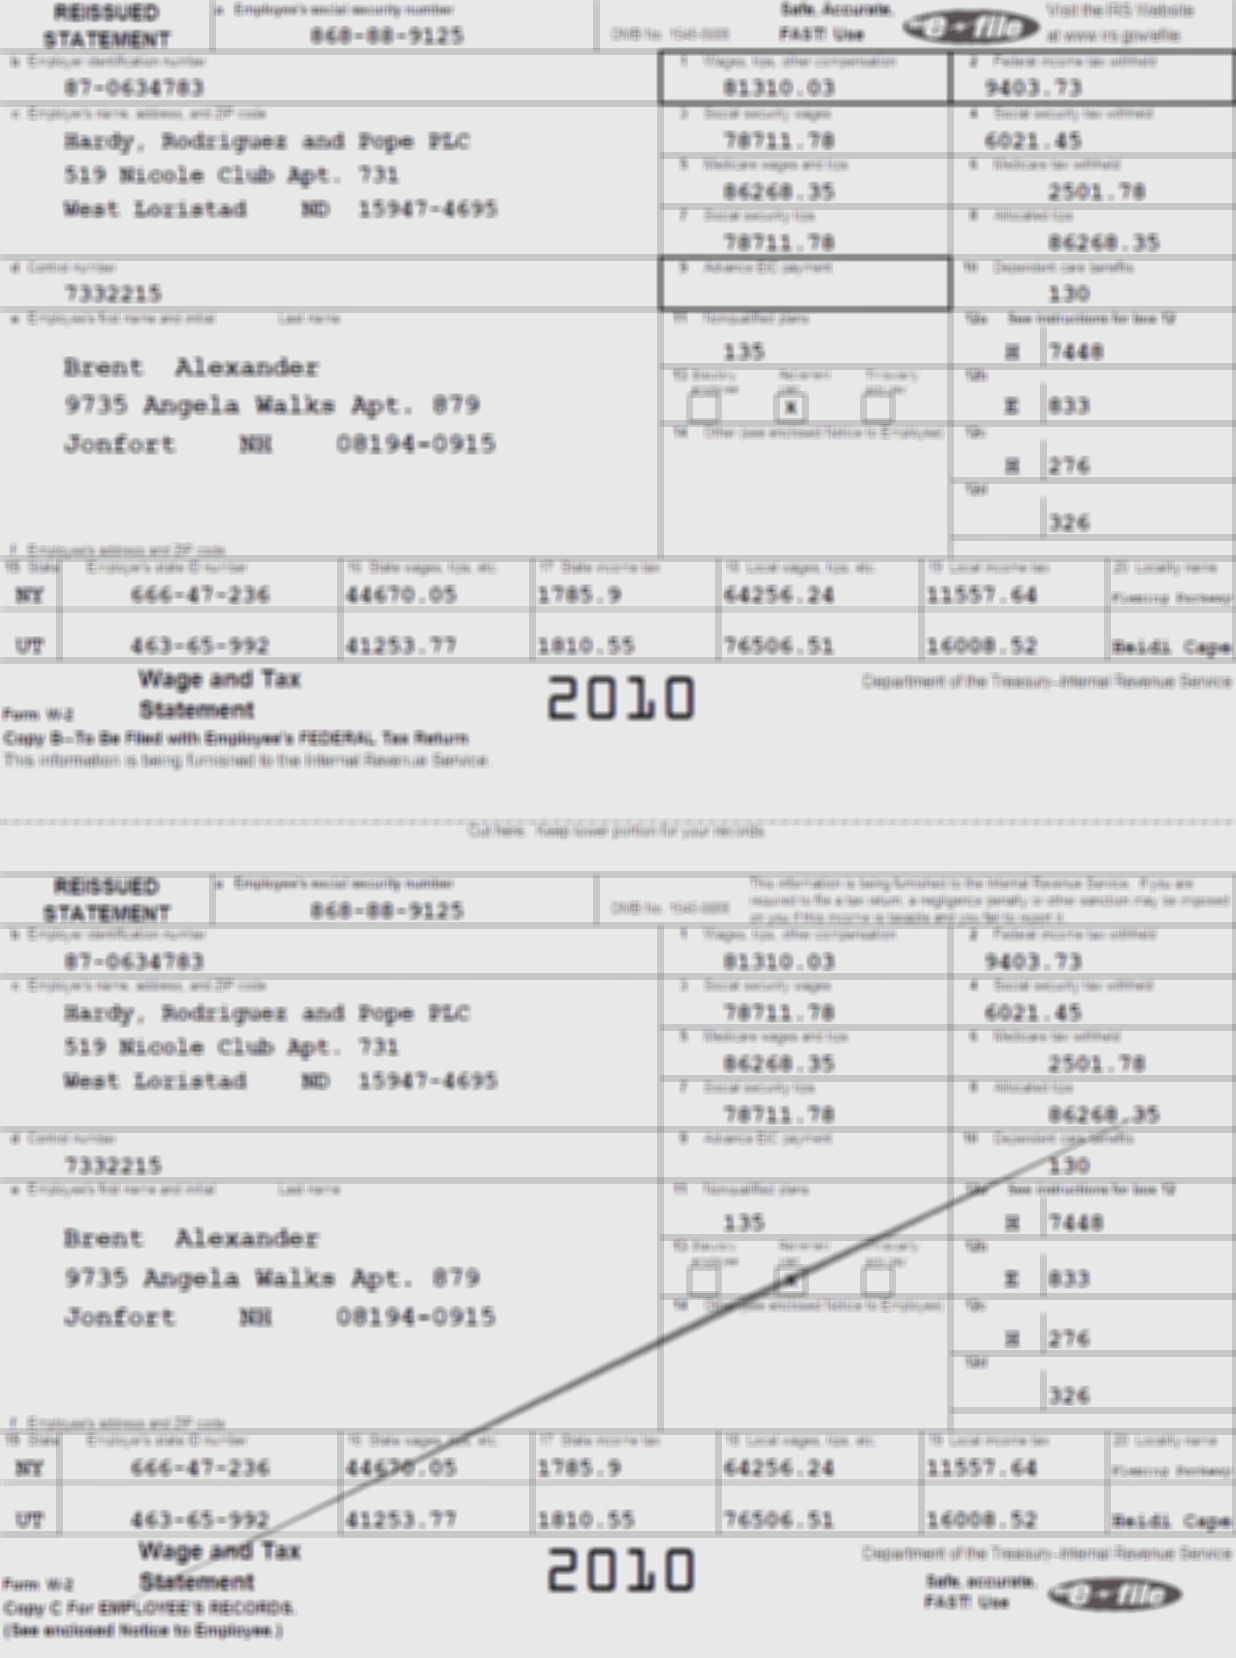 REISSUED STATEMENT
a Employee's social security number
868-88-9125
OMB No. 1545-0008
Safe, Accurate, FAST! Use
e-file
Visit the IRS Website at www.irs.gov/efile.
b Employer identification number
87-0634783
1 Wages, tips, other compensation
81310.03
2 Federal income tax withheld
9403.73
c Employer's name, address, and ZIP code
Hardy, Rodriguez and Pope PLC
519 Nicole Club Apt. 731
West Loristad ND 15947-4695
3 Social security wages
78711.78
4 Social security tax withheld
6021.45
5 Medicare wages and tips
86268.35
6 Medicare tax withheld
2501.78
7 Social security tips
78711.78
8 Allocated tips
86268.35
d Control number
7332215
9 Advance EIC payment
10 Dependent care benefits
130
e Employee's first name and initial Last name
Brent Alexander
9735 Angela Walks Apt. 879
Jonfort NH 08194-0915
11 Nonqualified plans
135
12a See instructions for box 12
7448
13 Statutory employee
Retirement plan
Third-party sick pay
X
12b
E 833
14 Other (see enclosed Notice to Employee)
12c
276
12d
326
f Employee's address and ZIP code
15 State Employer's state ID number 16 State wages, tips, etc. 17 State income tax 18 Local wages, tips, etc. 19 Local income tax 20 Locality name
NY 666-47-236 44670.05 1785.9 64256.24 11557.64
UT 463-65-992 41253.77 1810.55 76506.51 16008.52 Heidi Cape
Form W-2
Wage and Tax Statement
2010
Department of the Treasury-Internal Revenue Service
Copy B-To Be Filed with Employee's FEDERAL Tax Return
This information is being furnished to the Internal Revenue Service.
Cut here. Keep lower portion for your records.
REISSUED STATEMENT
a Employee's social security number
868-88-9125
OMB No. 1545-0008
This information is being furnished to the Internal Revenue Service. If you are
required to file a tax return, a negligence penalty or other sanction may be imposed
on you if this income is taxable and you fail to report it.
b Employer identification number
87-0634783
1 Wages, tips, other compensation
81310.03
2 Federal income tax withheld
9403.73
c Employer's name, address, and ZIP code
Hardy, Rodriguez and Pope PLC
519 Nicole Club Apt. 731
West Loristad ND 15947-4695
3 Social security wages
78711.78
4 Social security tax withheld
6021.45
5 Medicare wages and tips
86268.35
6 Medicare tax withheld
2501.78
7 Social security tips
78711.78
8 Allocated tips
86268.35
d Control number
7332215
9 Advance EIC payment
10 Dependent care benefits
130
e Employee's first name and initial Last name
Brent Alexander
9735 Angela Walks Apt. 879
Jonfort NH 08194-0915
11 Nonqualified plans
135
12a See instructions for box 12
7448
13 Statutory employee
Retirement plan
Third-party sick pay
X
12b
E 833
14 Other (see enclosed Notice to Employee)
12c
276
12d
326
f Employee's address and ZIP code
15 State Employer's state ID number 16 State wages, tips, etc. 17 State income tax 18 Local wages, tips, etc. 19 Local income tax 20 Locality name
NY 666-47-236 44670.05 1785.9 64256.24 11557.64
UT 463-65-992 41253.77 1810.55 76506.51 16008.52 Heidi Cape
Form W-2
Wage and Tax Statement
2010
Department of the Treasury-Internal Revenue Service
Copy C For EMPLOYEE'S RECORDS.
(See enclosed Notice to Employee.)
Safe, accurate, FAST! Use
e-file